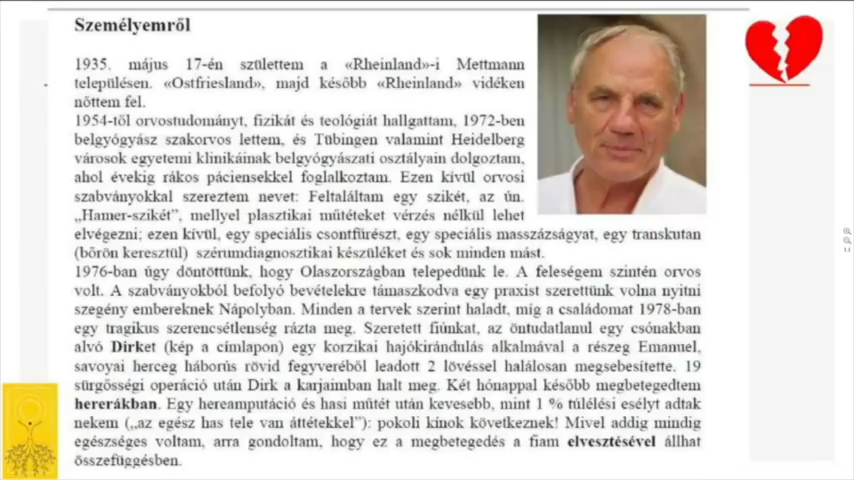 Személyemről
1935. május 17-én születtem a «Rheinland»-i Mettmann
településen. «Ostfriesland», majd később «Rheinland» vidéken
nőttem fel.
1954-től orvostudományt, fizikát és teológiát hallgattam, 1972-ben
belgyógyász szakorvos lettem, és Tübingen valamint Heidelberg
városok egyetemi klinikáinak belgyógyászati osztályain dolgoztam,
ahol évekig rákos páciensekkel foglalkoztam. Ezen kívül orvosi
szabványokkal szereztem nevet: Feltaláltam egy szikét, az ún.
„Hamer-szikét”, mellyel plasztikai műtéteket vérzés nélkül lehet
elvégezni; ezen kívül, egy speciális csontfűrészt, egy speciális masszázságyat, egy transkutan
(bőrön keresztül) szérumdiagnosztikai készüléket és sok minden mást.
1976-ban úgy döntöttünk, hogy Olaszországban telepedünk le. A feleségem szintén orvos
volt. A szabványokból befolyó bevételekre támaszkodva egy praxist szerettünk volna nyitni
szegény embereknek Nápolyban. Minden a tervek szerint haladt, míg a családomat 1978-ban
egy tragikus szerencsétlenség rázta meg. Szeretett fiúnkat, az öntudatlanul egy csónakban
alvó Dirket (kép a címlapon) egy korzikai hajókirándulás alkalmával a részeg Emanuel,
savoyai herceg háborús rövid fegyveréből leadott 2 lövéssel halálosan megsebesítette. 19
sürgősségi operáció után Dirk a karjaimban halt meg. Két hónappal később megbetegedtem
hererákban. Egy hereamputáció és hasi műtét után kevesebb, mint 1 % túlélési esélyt adtak
nekem („az egész has tele van áttétekkel”): pokoli kínok következnek! Mivel addig mindig
egészséges voltam, arra gondoltam, hogy ez a megbetegedés a fiam elvesztésével állhat
összefüggésben.